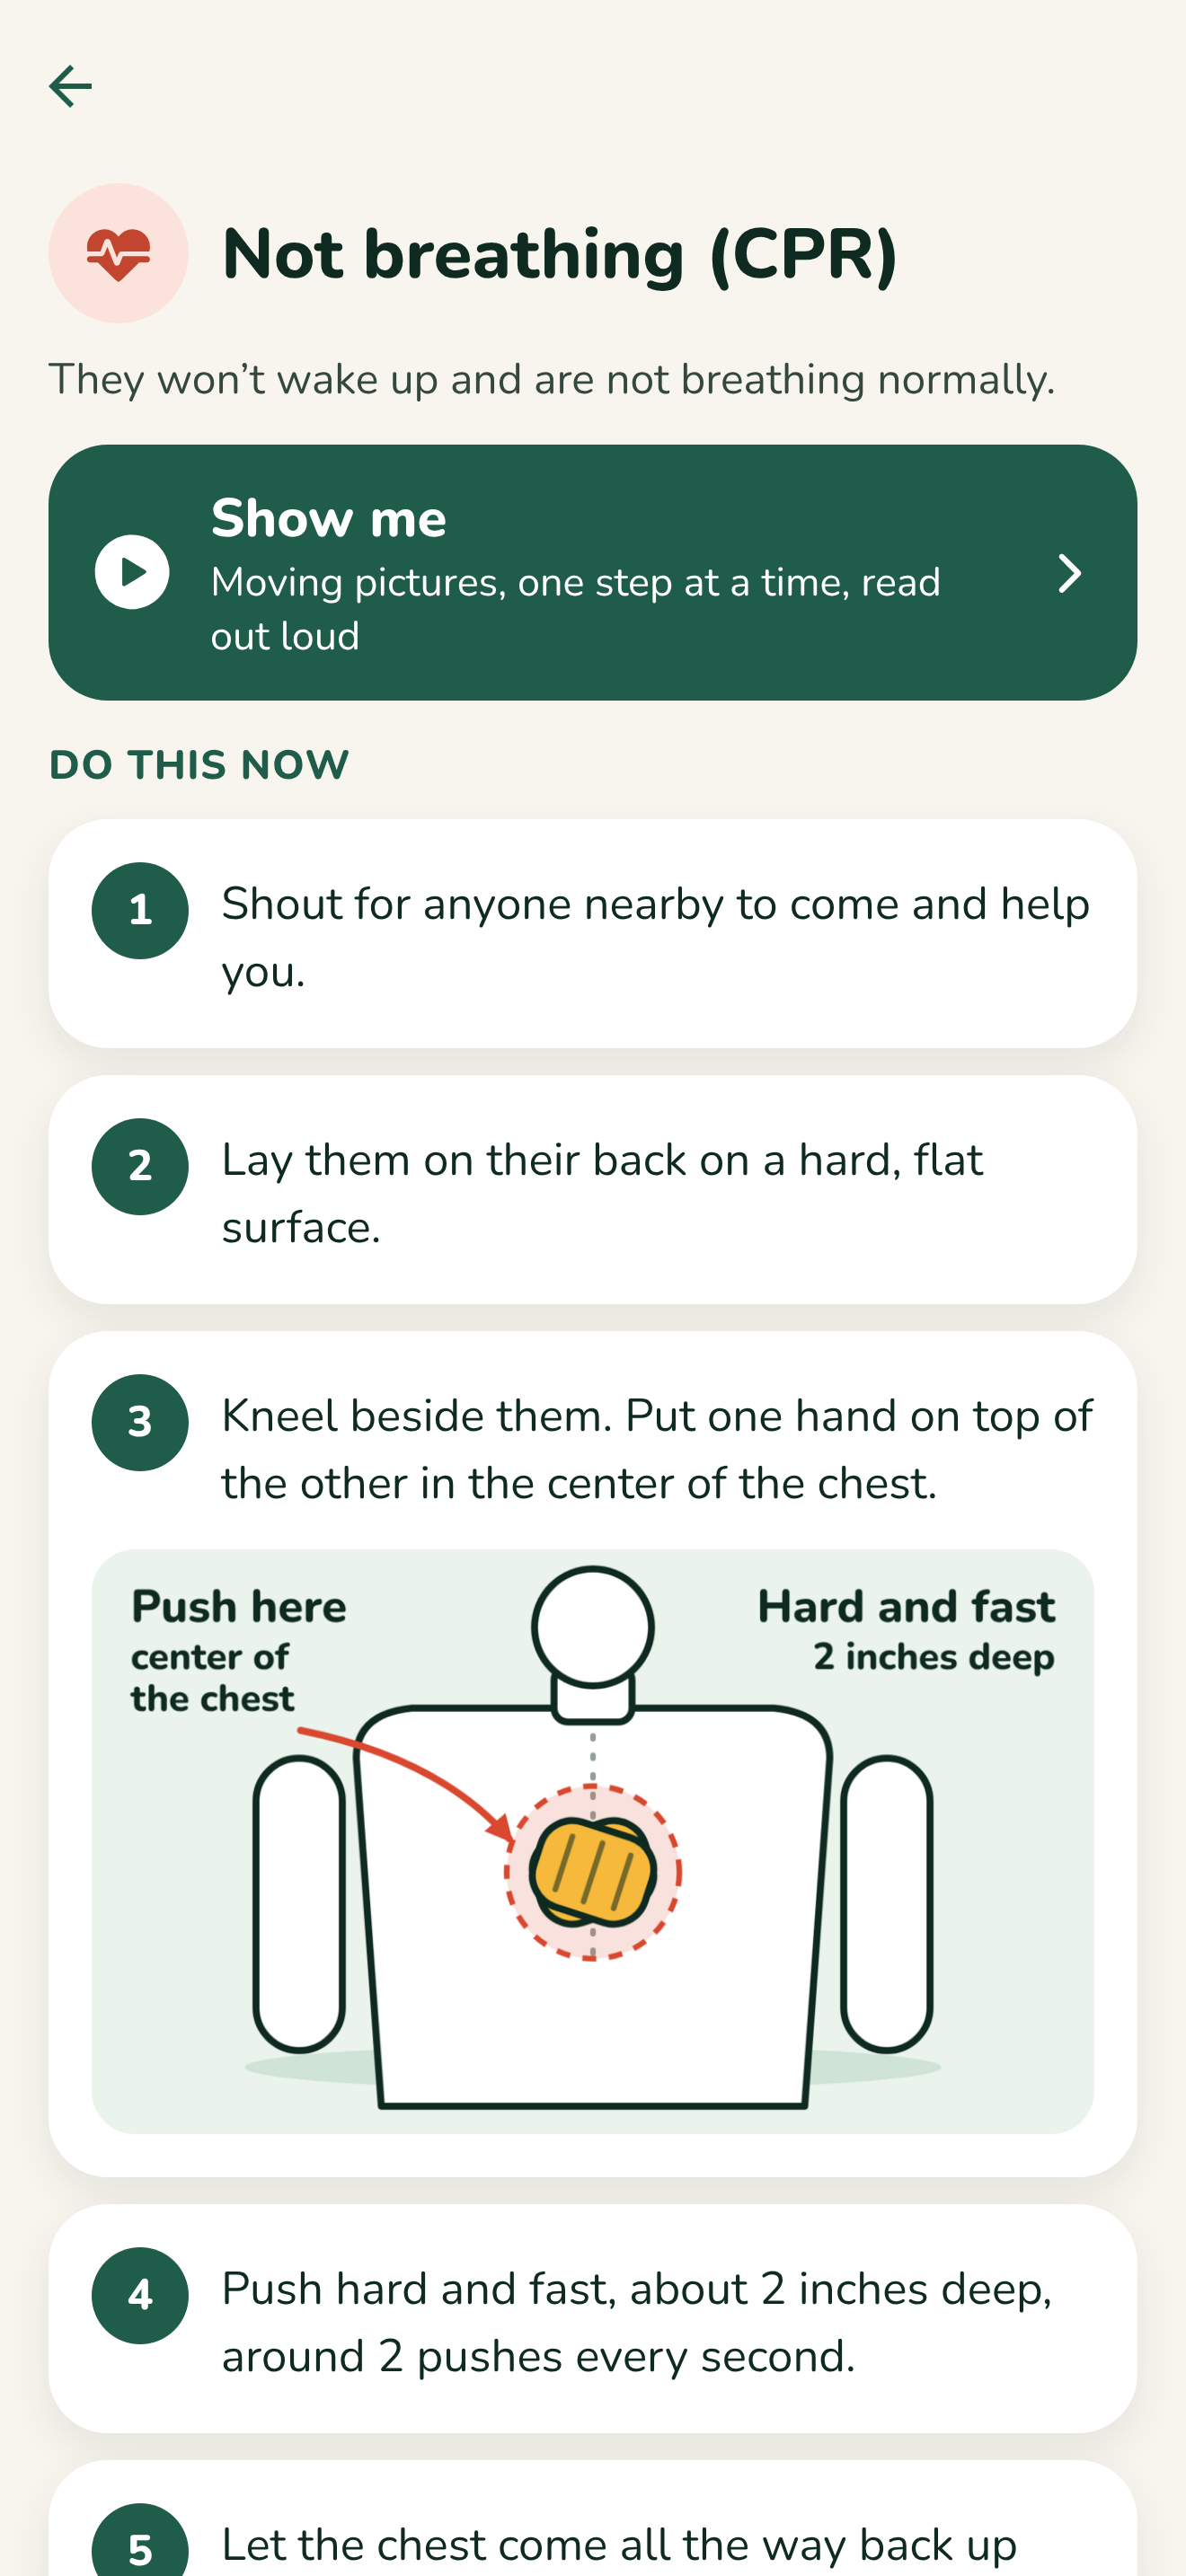 Not breathing (CPR)
They won’t wake up and are not breathing normally.
Show me
Moving pictures, one step at a time, read
out loud
DO THIS NOW
1
Shout for anyone nearby to come and help
you.
2
Lay them on their back on a hard, flat
surface.
3
Kneel beside them. Put one hand on top of
the other in the center of the chest.
Push here
center of
the chest
Hard and fast
2 inches deep
4
Push hard and fast, about 2 inches deep,
around 2 pushes every second.
5
Let the chest come all the way back up